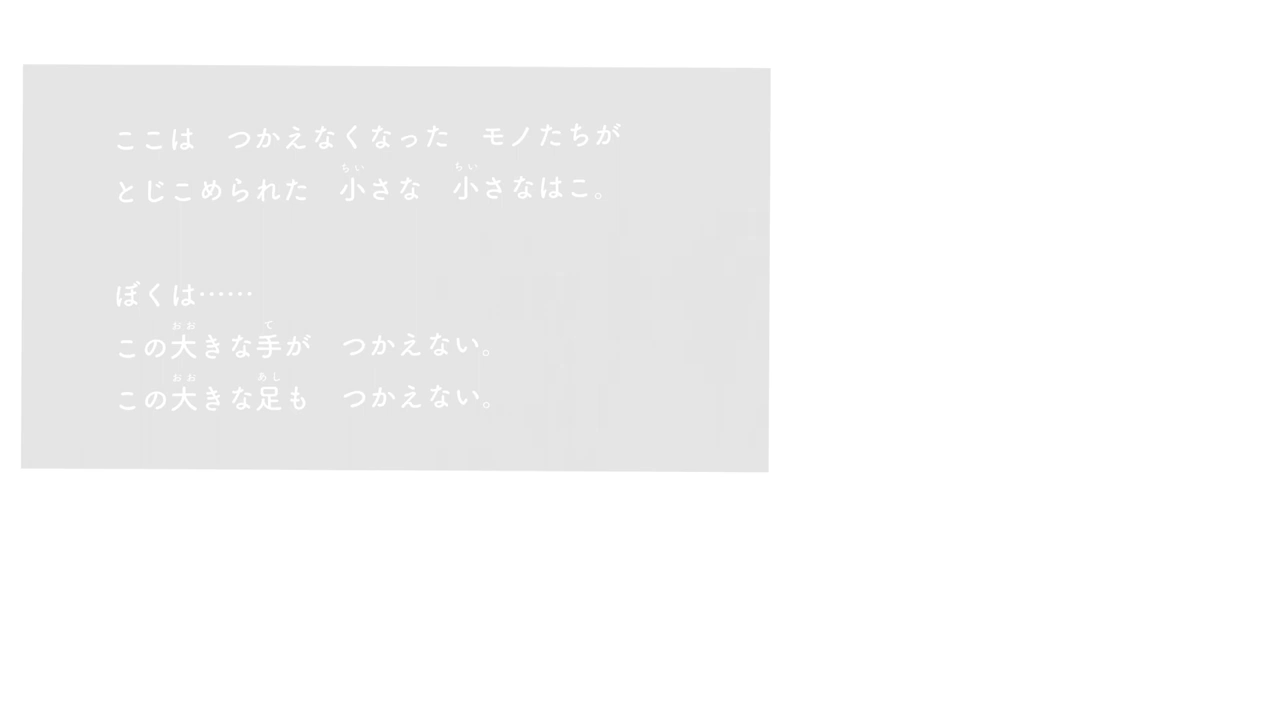 ここは　つかえなくなった　モノたちが
とじこめられた　小さな　小さなはこ。
ぼくは……
この大きな手が　つかえない。
この大きな足も　つかえない。